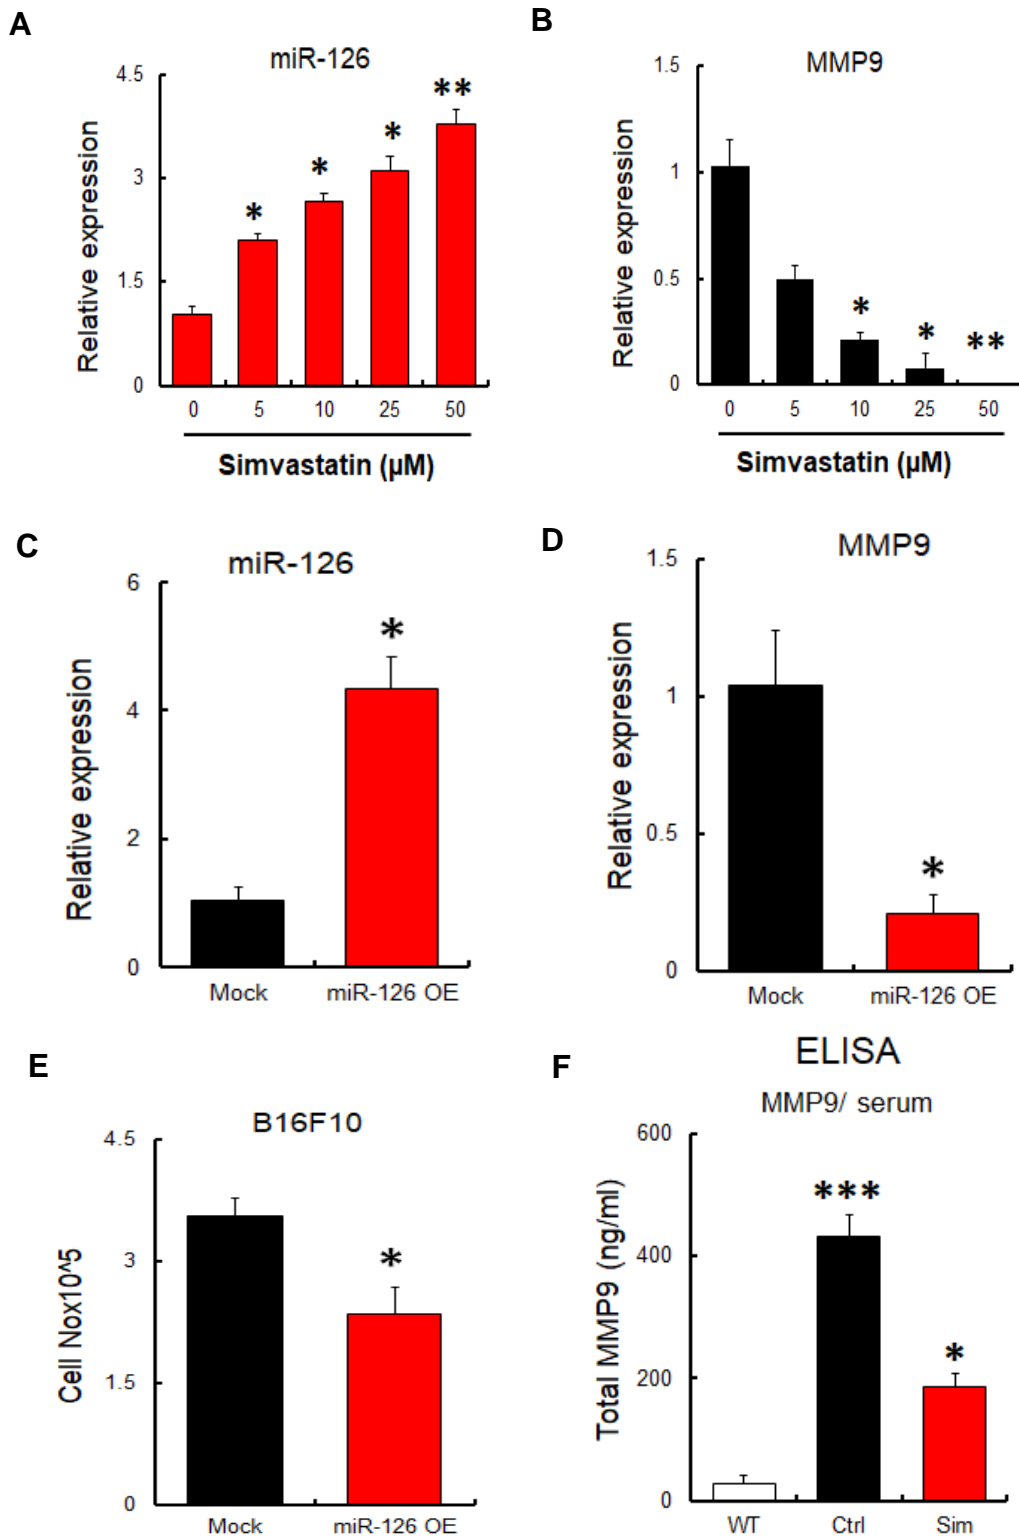 A
miR-126
Relative expression
4.5
3
1.5
0
*
*
*
**
0 5 10 25 50
Simvastatin (µM)
B
MMP9
Relative expression
1.5
1
0.5
0
*
*
**
0 5 10 25 50
Simvastatin (µM)
C
miR-126
Relative expression
6
4
2
0
*
Mock miR-126 OE
D
MMP9
Relative expression
1.5
1
0.5
0
*
Mock miR-126 OE
E
B16F10
Cell Nox10^5
4.5
3
1.5
0
*
Mock miR-126 OE
F
ELISA
MMP9/ serum
Total MMP9 (ng/ml)
600
400
200
0
***
*
WT Ctrl Sim